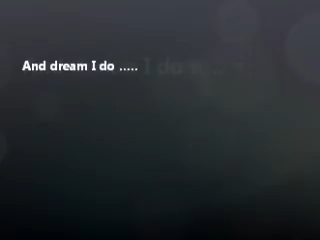 And dream I do .....